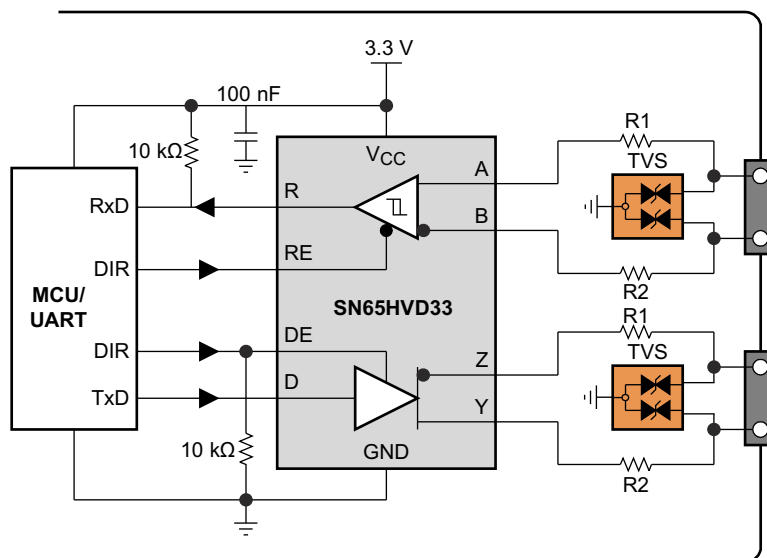 3.3 V
100 nF
10 kΩ
V_CC
R1
TVS
A
RxD
R
B
DIR
RE
R2
MCU/
UART
SN65HVD33
R1
TVS
DIR
DE
Z
TxD
D
Y
10 kΩ
GND
R2